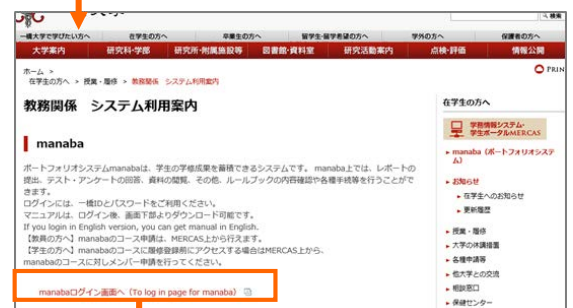 検索
一橋大学で学びたい方へ 在学生の方へ 卒業生の方へ 留学生・留学希望の方へ 学外の方へ 保護者の方へ
大学案内 研究科・学部 研究所・附属施設等 図書館・資料室 研究活動案内 点検・評価 情報公開
ホーム >
在学生の方へ > 授業・履修 > 教務関係 システム利用案内
PRIN
教務関係 システム利用案内
manaba
ポートフォリオシステムmanabaは、学生の学修成果を蓄積できるシステムです。 manaba上では、レポートの
提出、テスト・アンケートの回答、資料の閲覧、その他、ルールブックの内容確認や各種手続等を行うことがで
きます。
ログインには、一橋IDとパスワードをご利用ください。
マニュアルは、ログイン後、画面下部よりダウンロード可能です。
If you login in English version, you can get manual in English.
【教員の方へ】manabaのコース申請は、MERCAS上から行えます。
【学生の方へ】manabaのコースに履修登録前にアクセスする場合はMERCAS上から、
manabaのコースに対しメンバー申請を行ってください。
manabaログイン画面へ（To log in page for manaba）
在学生の方へ
学務情報システム・
学生ポータルMERCAS
manaba（ポートフォリオシステ
ム）
お知らせ
在学生へのお知らせ
更新履歴
授業・履修
大学の休講措置
各種申請等
他大学との交流
相談窓口
保健センター